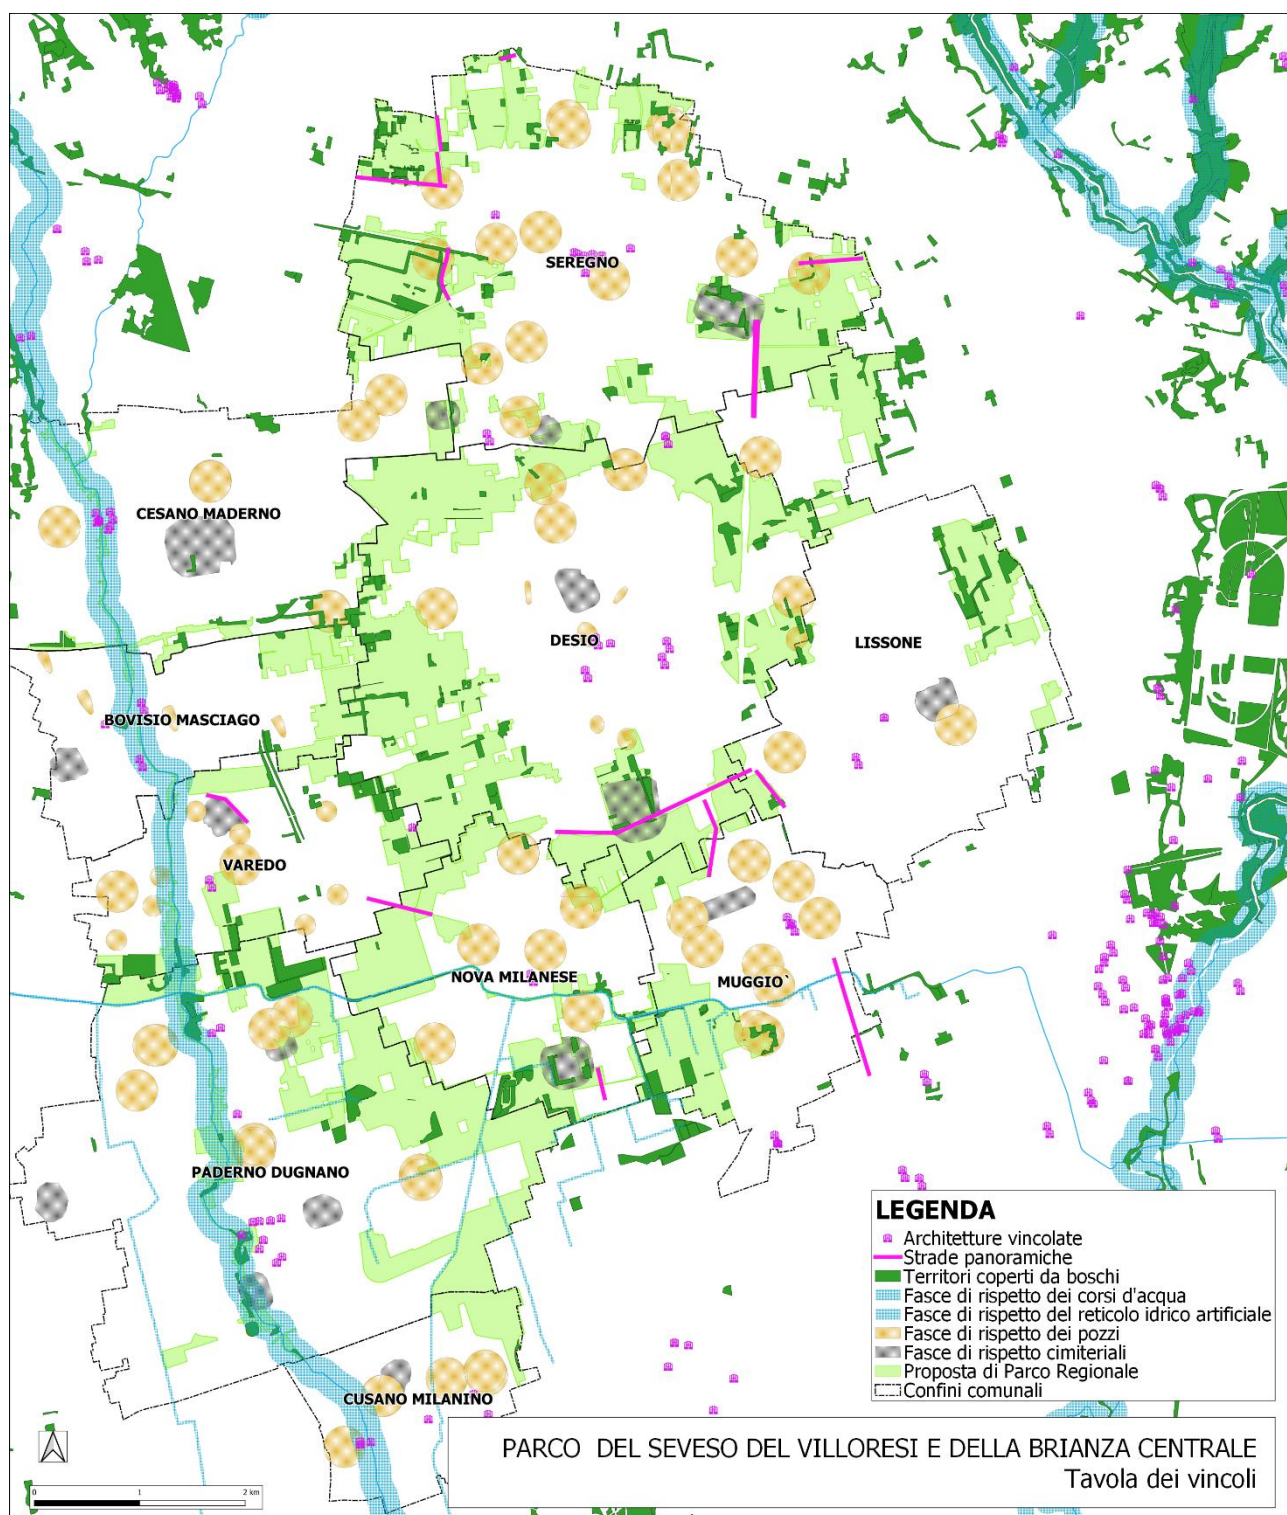 SEREGNO
CESANO MADERNO
DESIO
LISSONE
BOVISIO MASCIAGO
VAREDO
NOVA MILANESE
MUGGIO`
PADERNO DUGNANO
CUSANO MILANINO
LEGENDA
Architetture vincolate
Strade panoramiche
Territori coperti da boschi
Fasce di rispetto dei corsi d'acqua
Fasce di rispetto del reticolo idrico artificiale
Fasce di rispetto dei pozzi
Fasce di rispetto cimiteriali
Proposta di Parco Regionale
Confini comunali
PARCO DEL SEVESO DEL VILLORESI E DELLA BRIANZA CENTRALE
Tavola dei vincoli
0 1 2 km